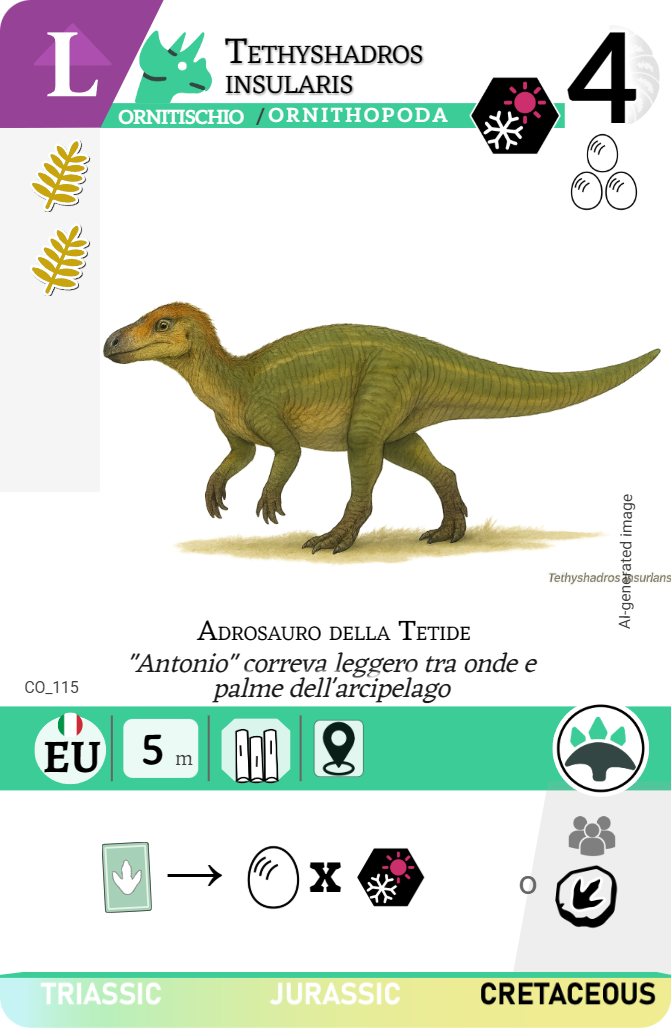 L
TETHYSHADROS
INSULARIS
4
ORNITISCHIO / ORNITHOPODA
AI-generated image
Tethyshadros insurlans
ADROSAURO DELLA TETIDE
"Antonio" correva leggero tra onde e
palme dell'arcipelago
CO_115
EU
5 m
x
o
TRIASSIC JURASSIC CRETACEOUS